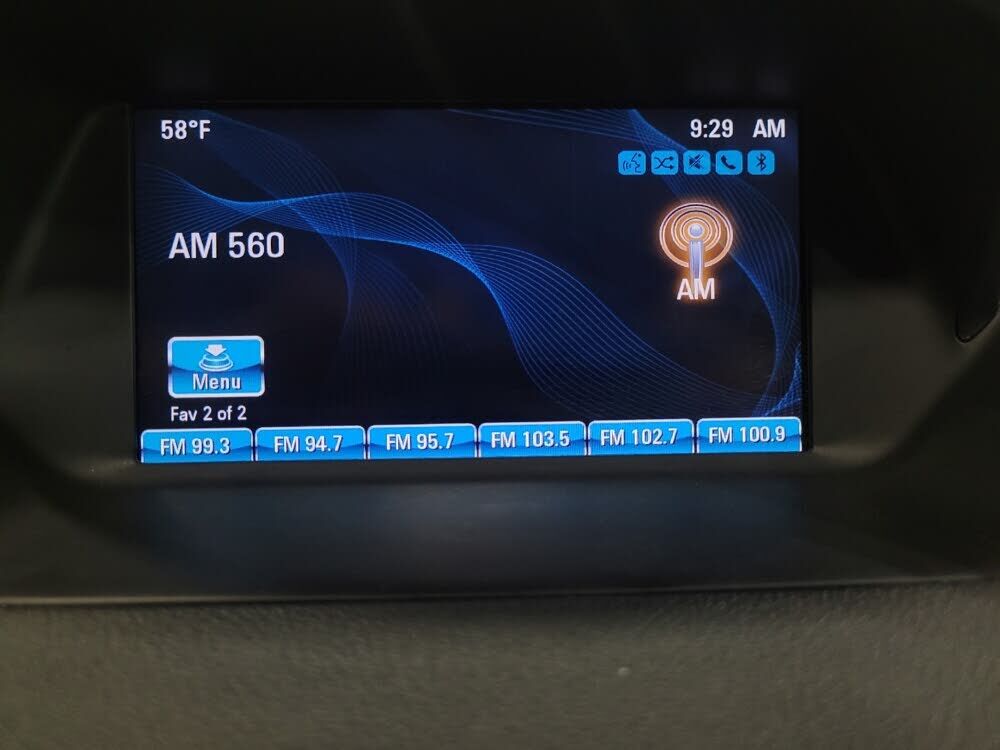 58°F
9:29 AM
AM 560
AM
Menu
Fav 2 of 2
FM 99.3
FM 94.7
FM 95.7
FM 103.5
FM 102.7
FM 100.9